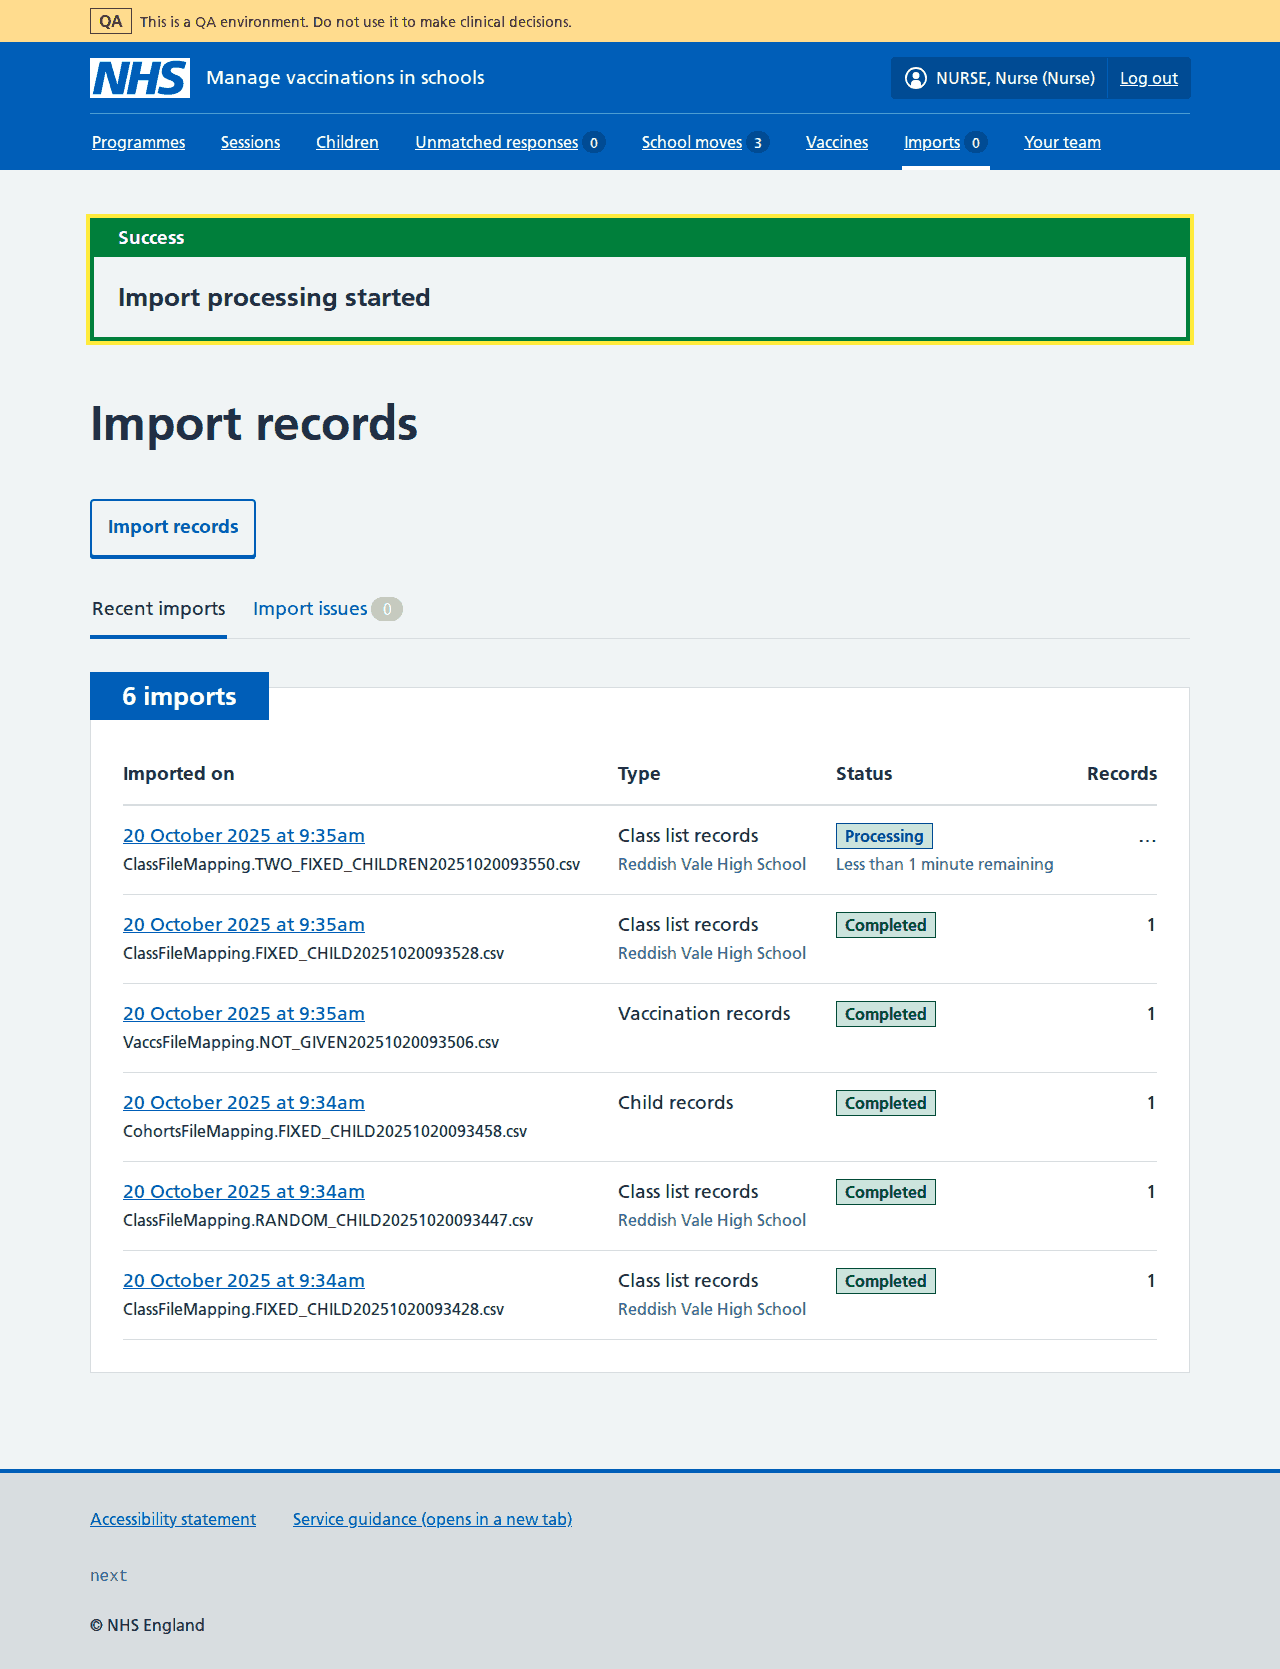 QA This is a QA environment. Do not use it to make clinical decisions.
NHS Manage vaccinations in schools NURSE, Nurse (Nurse) Log out
Programmes Sessions Children Unmatched responses 0 School moves 3 Vaccines Imports 0 Your team
Success
Import processing started
Import records
Import records
Recent imports Import issues 0
6 imports
Imported on Type Status Records
20 October 2025 at 9:35am Class list records Processing ...
ClassFileMapping.TWO_FIXED_CHILDREN20251020093550.csv Reddish Vale High School Less than 1 minute remaining
20 October 2025 at 9:35am Class list records Completed 1
ClassFileMapping.FIXED_CHILD20251020093528.csv Reddish Vale High School
20 October 2025 at 9:35am Vaccination records Completed 1
VaccsFileMapping.NOT_GIVEN20251020093506.csv
20 October 2025 at 9:34am Child records Completed 1
CohortsFileMapping.FIXED_CHILD20251020093458.csv
20 October 2025 at 9:34am Class list records Completed 1
ClassFileMapping.RANDOM_CHILD20251020093447.csv Reddish Vale High School
20 October 2025 at 9:34am Class list records Completed 1
ClassFileMapping.FIXED_CHILD20251020093428.csv Reddish Vale High School
Accessibility statement Service guidance (opens in a new tab)
next
© NHS England